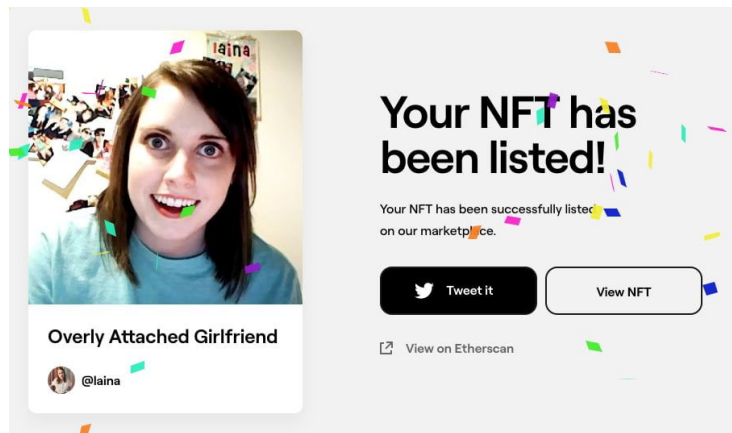 laina
Your NFT has
been listed!
Your NFT has been successfully listed
on our marketplace.
Tweet it
View NFT
View on Etherscan
Overly Attached Girlfriend
@laina